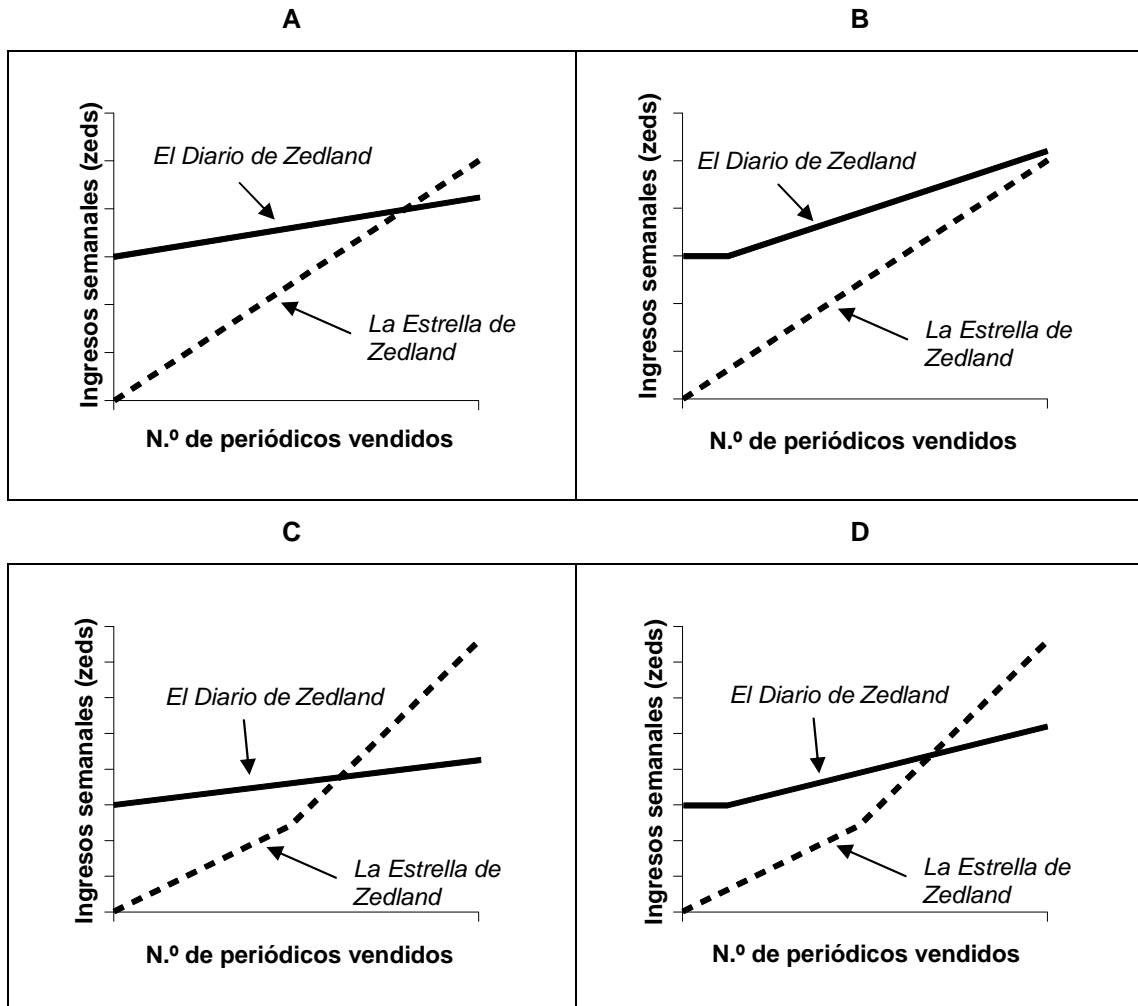 A
B
Ingresos semanales (zeds)
El Diario de Zedland
La Estrella de
Zedland
N.º de periódicos vendidos
Ingresos semanales (zeds)
El Diario de Zedland
La Estrella de
Zedland
N.º de periódicos vendidos
C
D
Ingresos semanales (zeds)
El Diario de Zedland
La Estrella de
Zedland
N.º de periódicos vendidos
Ingresos semanales (zeds)
El Diario de Zedland
La Estrella de
Zedland
N.º de periódicos vendidos